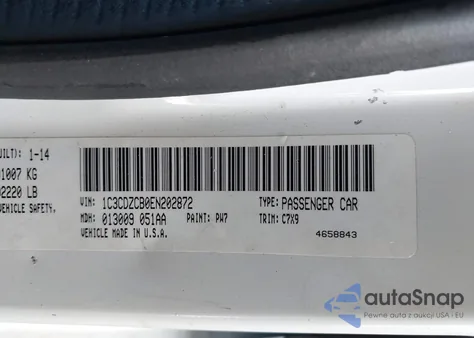 UILT): 1-14
1007 KG
2220 LB
VEHICLE SAFETY.
VIN: 1C3CDZCB0EN202872
TYPE: PASSENGER CAR
MDH: 013009 051AA
PAINT: PW7
TRIM: C7X9
VEHICLE MADE IN U.S.A.
4658843
autoSnap
Pewne auta z aukcji USA i EU